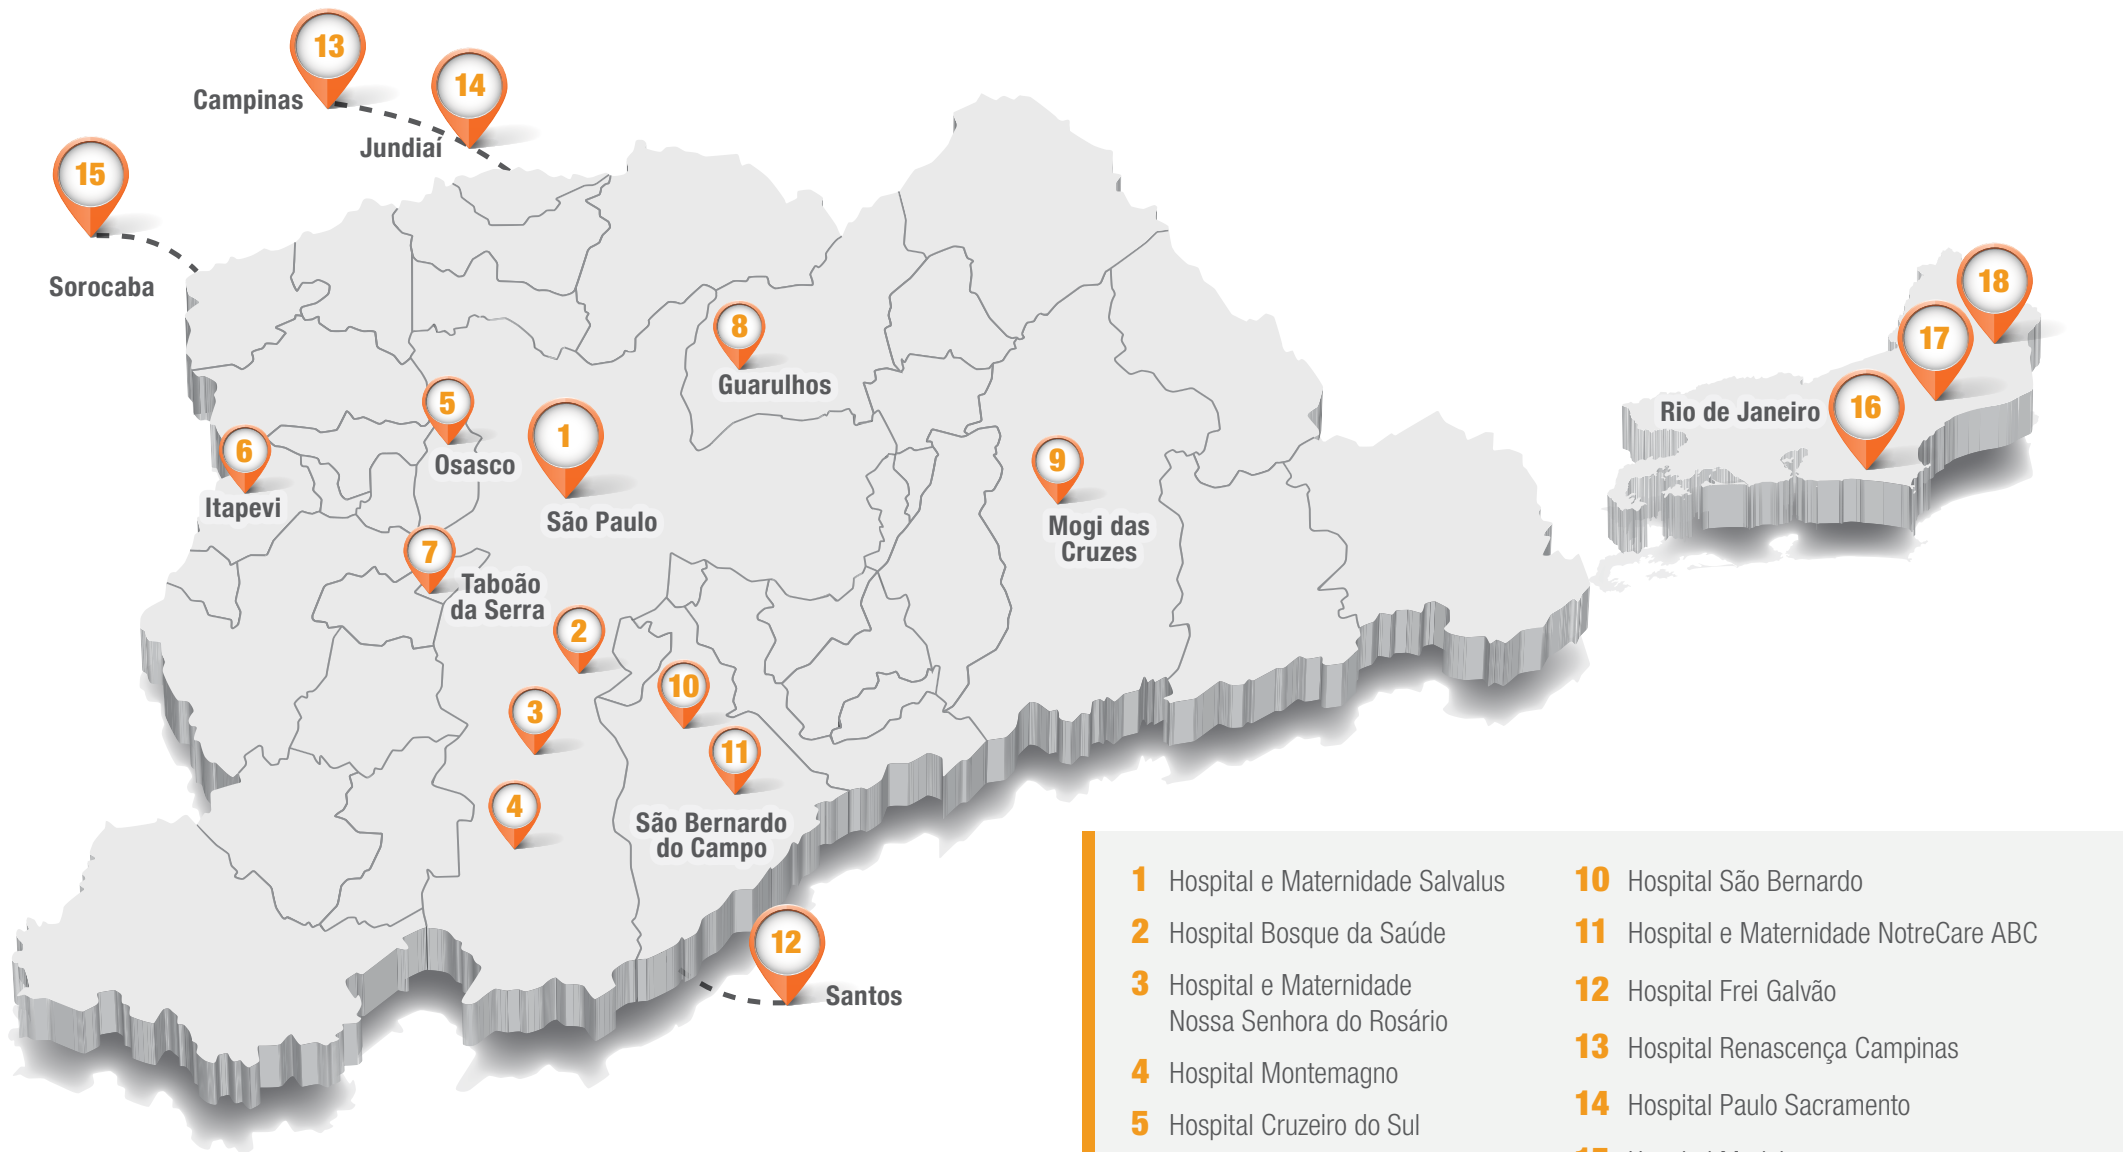 13
Campinas
14
Jundiaí
15
Sorocaba
8
Guarulhos
5
Osasco
1
São Paulo
6
Itapevi
7
Taboão
da Serra
9
Mogi das
Cruzes
2
3
4
10
11
São Bernardo
do Campo
12
Santos
18
17
16
Rio de Janeiro
1 Hospital e Maternidade Salvalus
2 Hospital Bosque da Saúde
3 Hospital e Maternidade
Nossa Senhora do Rosário
4 Hospital Montemagno
5 Hospital Cruzeiro do Sul
10 Hospital São Bernardo
11 Hospital e Maternidade NotreCare ABC
12 Hospital Frei Galvão
13 Hospital Renascença Campinas
14 Hospital Paulo Sacramento
15 Hospital